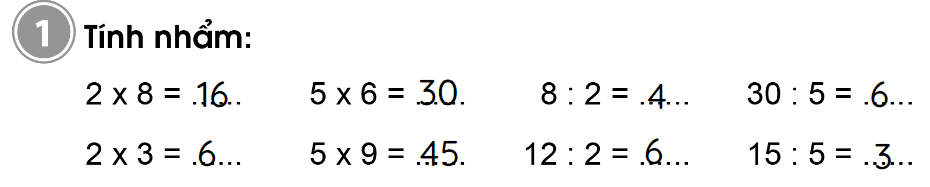 1 Tính nhẩm:
2 x 8 = .16... 5 x 6 = .30. 8 : 2 = .4... 30 : 5 = .6...
2 x 3 = .6... 5 x 9 = .45. 12 : 2 = .6... 15 : 5 = ..3...